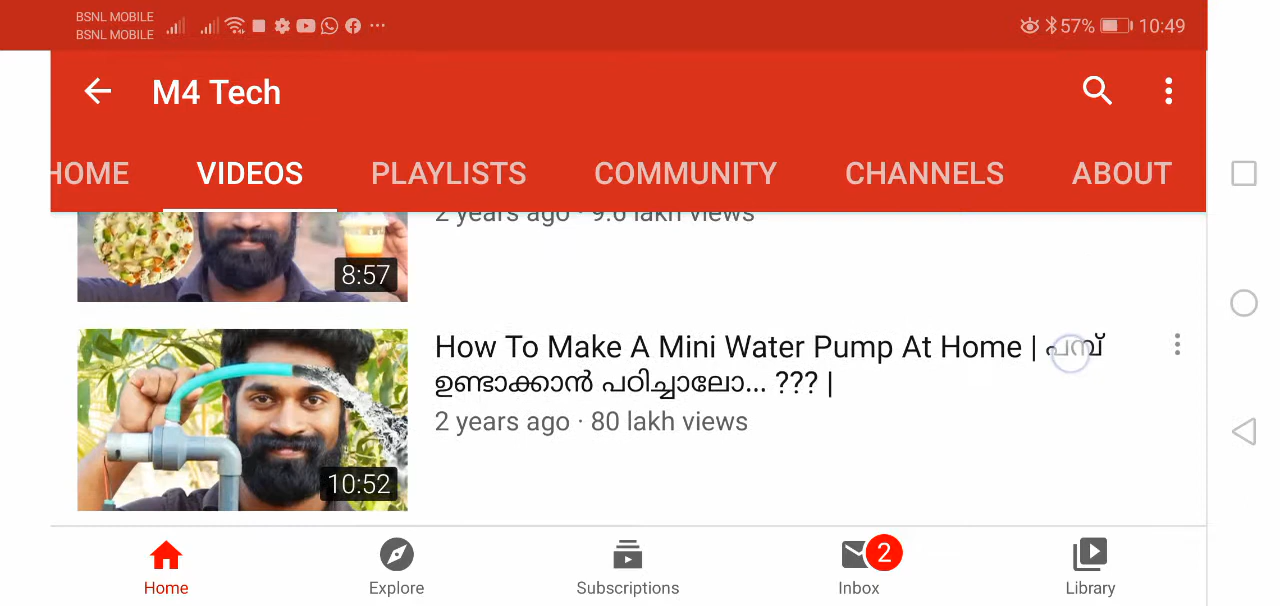 BSNL MOBILE
BSNL MOBILE
57% 10:49
M4 Tech
HOME VIDEOS PLAYLISTS COMMUNITY CHANNELS ABOUT
2 years ago · 9.6 lakh views
8:57
How To Make A Mini Water Pump At Home | പമ്പ്
ഉണ്ടാക്കാൻ പഠിച്ചാലോ... ??? |
2 years ago · 80 lakh views
10:52
2
Home Explore Subscriptions Inbox Library